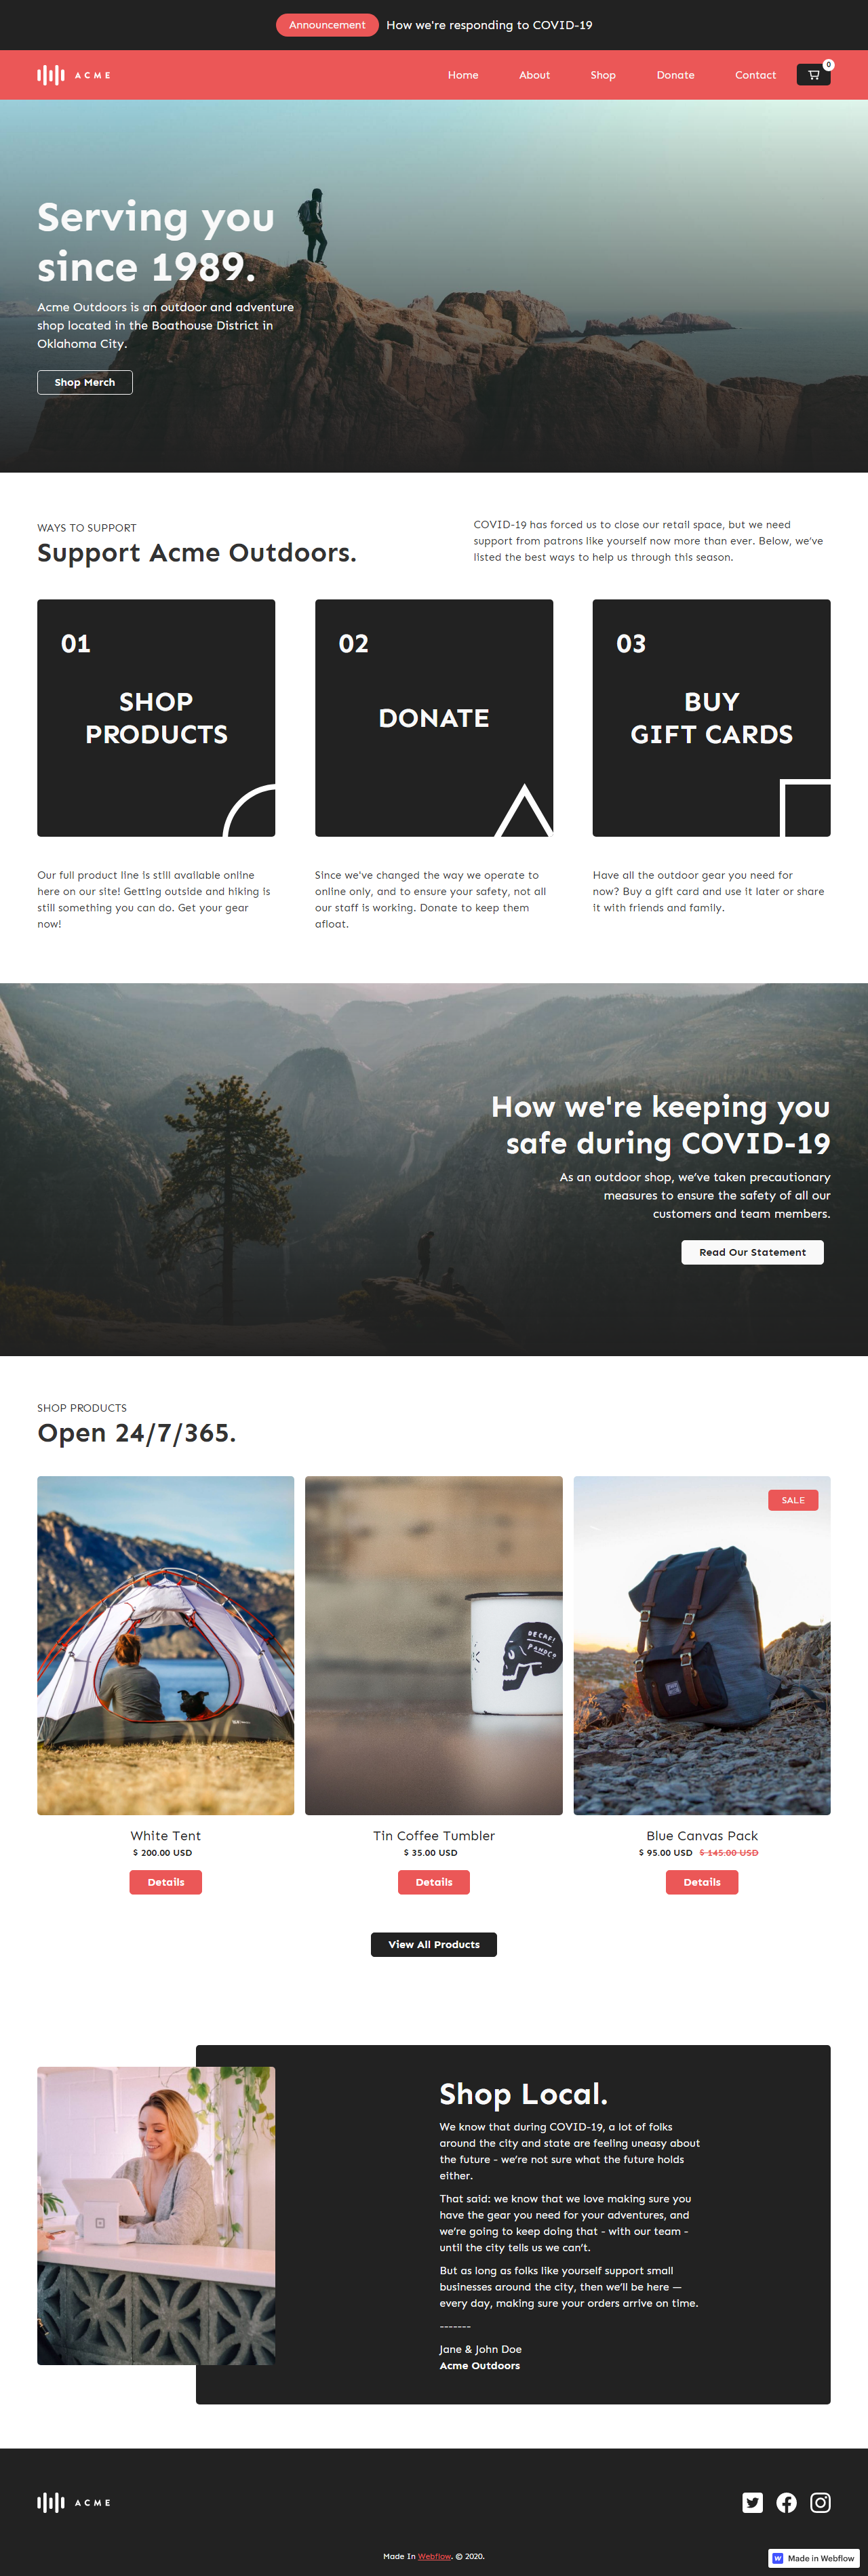 Announcement How we're responding to COVID-19
ACME Home About Shop Donate Contact 0
Serving you
since 1989.
Acme Outdoors is an outdoor and adventure
shop located in the Boathouse District in
Oklahoma City.
Shop Merch
WAYS TO SUPPORT
Support Acme Outdoors.
COVID-19 has forced us to close our retail space, but we need
support from patrons like yourself now more than ever. Below, we've
listed the best ways to help us through this season.
01
SHOP
PRODUCTS
02
DONATE
03
BUY
GIFT CARDS
Our full product line is still available online
here on our site! Getting outside and hiking is
still something you can do. Get your gear
now!
Since we've changed the way we operate to
online only, and to ensure your safety, not all
our staff is working. Donate to keep them
afloat.
Have all the outdoor gear you need for
now? Buy a gift card and use it later or share
it with friends and family.
How we're keeping you
safe during COVID-19
As an outdoor shop, we've taken precautionary
measures to ensure the safety of all our
customers and team members.
Read Our Statement
SHOP PRODUCTS
Open 24/7/365.
DECAF!
SALE
White Tent
$ 200.00 USD
Details
Tin Coffee Tumbler
$ 35.00 USD
Details
Blue Canvas Pack
$ 95.00 USD $ 145.00 USD
Details
View All Products
Shop Local.
We know that during COVID-19, a lot of folks
around the city and state are feeling uneasy about
the future - we're not sure what the future holds
either.
That said: we know that we love making sure you
have the gear you need for your adventures, and
we're going to keep doing that - with our team -
until the city tells us we can't.
But as long as folks like yourself support small
businesses around the city, then we'll be here —
every day, making sure your orders arrive on time.
-------
Jane & John Doe
Acme Outdoors
ACME
Made In Webflow. © 2020.
Made in Webflow